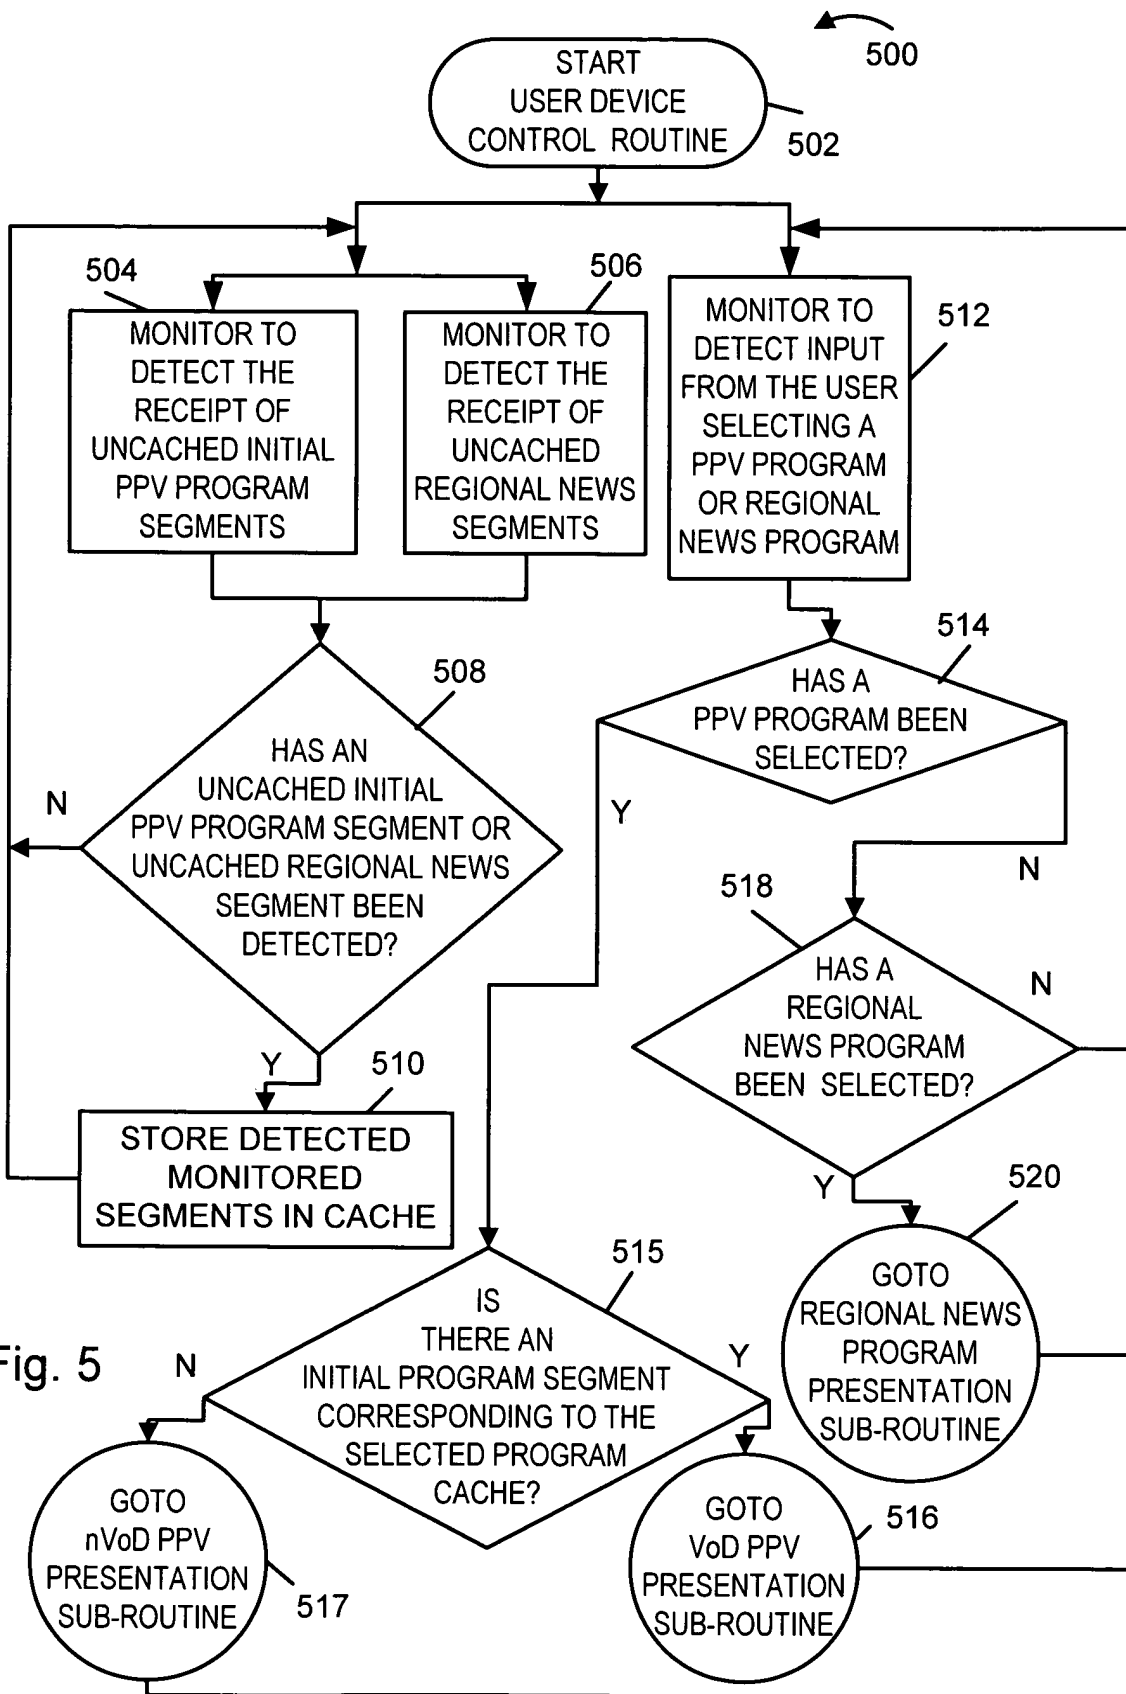 500
START
USER DEVICE
CONTROL ROUTINE
502
504
MONITOR TO
DETECT THE
RECEIPT OF
UNCACHED INITIAL
PPV PROGRAM
SEGMENTS
506
MONITOR TO
DETECT THE
RECEIPT OF
UNCACHED
REGIONAL NEWS
SEGMENTS
512
MONITOR TO
DETECT INPUT
FROM THE USER
SELECTING A
PPV PROGRAM
OR REGIONAL
NEWS PROGRAM
508
HAS AN
UNCACHED INITIAL
PPV PROGRAM SEGMENT OR
UNCACHED REGIONAL NEWS
SEGMENT BEEN
DETECTED?
N
Y
514
HAS A
PPV PROGRAM BEEN
SELECTED?
Y
N
518
HAS A
REGIONAL
NEWS PROGRAM
BEEN SELECTED?
N
Y
510
STORE DETECTED
MONITORED
SEGMENTS IN CACHE
520
GOTO
REGIONAL NEWS
PROGRAM
PRESENTATION
SUB-ROUTINE
515
IS
THERE AN
INITIAL PROGRAM SEGMENT
CORRESPONDING TO THE
SELECTED PROGRAM
CACHE?
N
Y
Fig. 5
GOTO
nVoD PPV
PRESENTATION
SUB-ROUTINE
517
GOTO
VoD PPV
PRESENTATION
SUB-ROUTINE
516